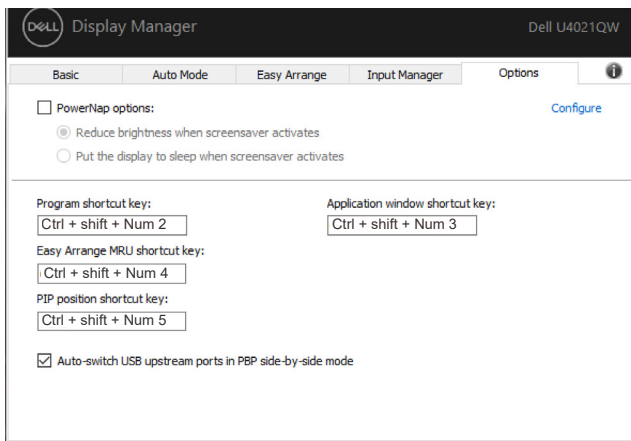 DELL Display Manager Dell U4021QW
Basic Auto Mode Easy Arrange Input Manager Options
PowerNap options: Configure
Reduce brightness when screensaver activates
Put the display to sleep when screensaver activates
Program shortcut key: Application window shortcut key:
Ctrl + shift + Num 2 Ctrl + shift + Num 3
Easy Arrange MRU shortcut key:
Ctrl + shift + Num 4
PIP position shortcut key:
Ctrl + shift + Num 5
Auto-switch USB upstream ports in PBP side-by-side mode